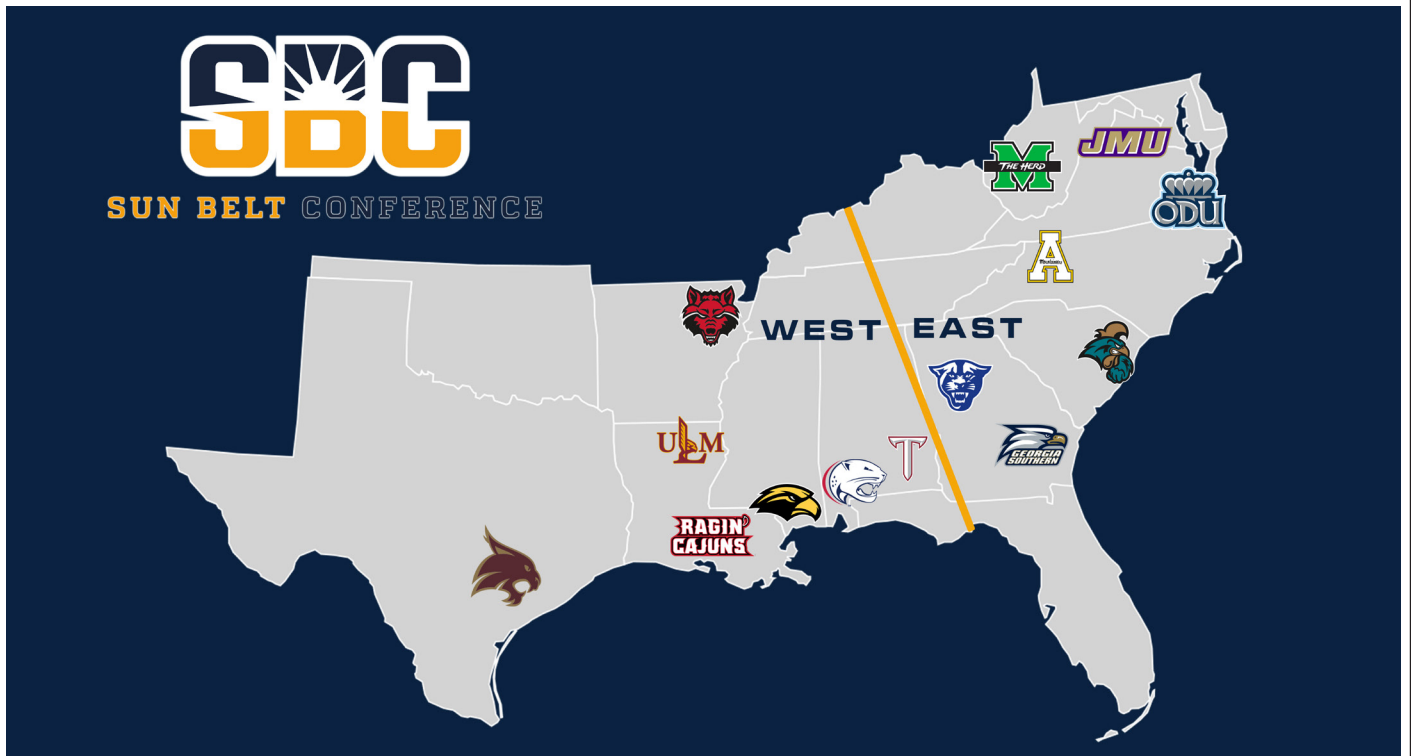 SBC
SUN BELT CONFERENCE
JMU
M
THE HERD
ODU
A
WEST EAST
ULM
T
GEORGIA
SOUTHERN
RAGIN'
CAJUNS